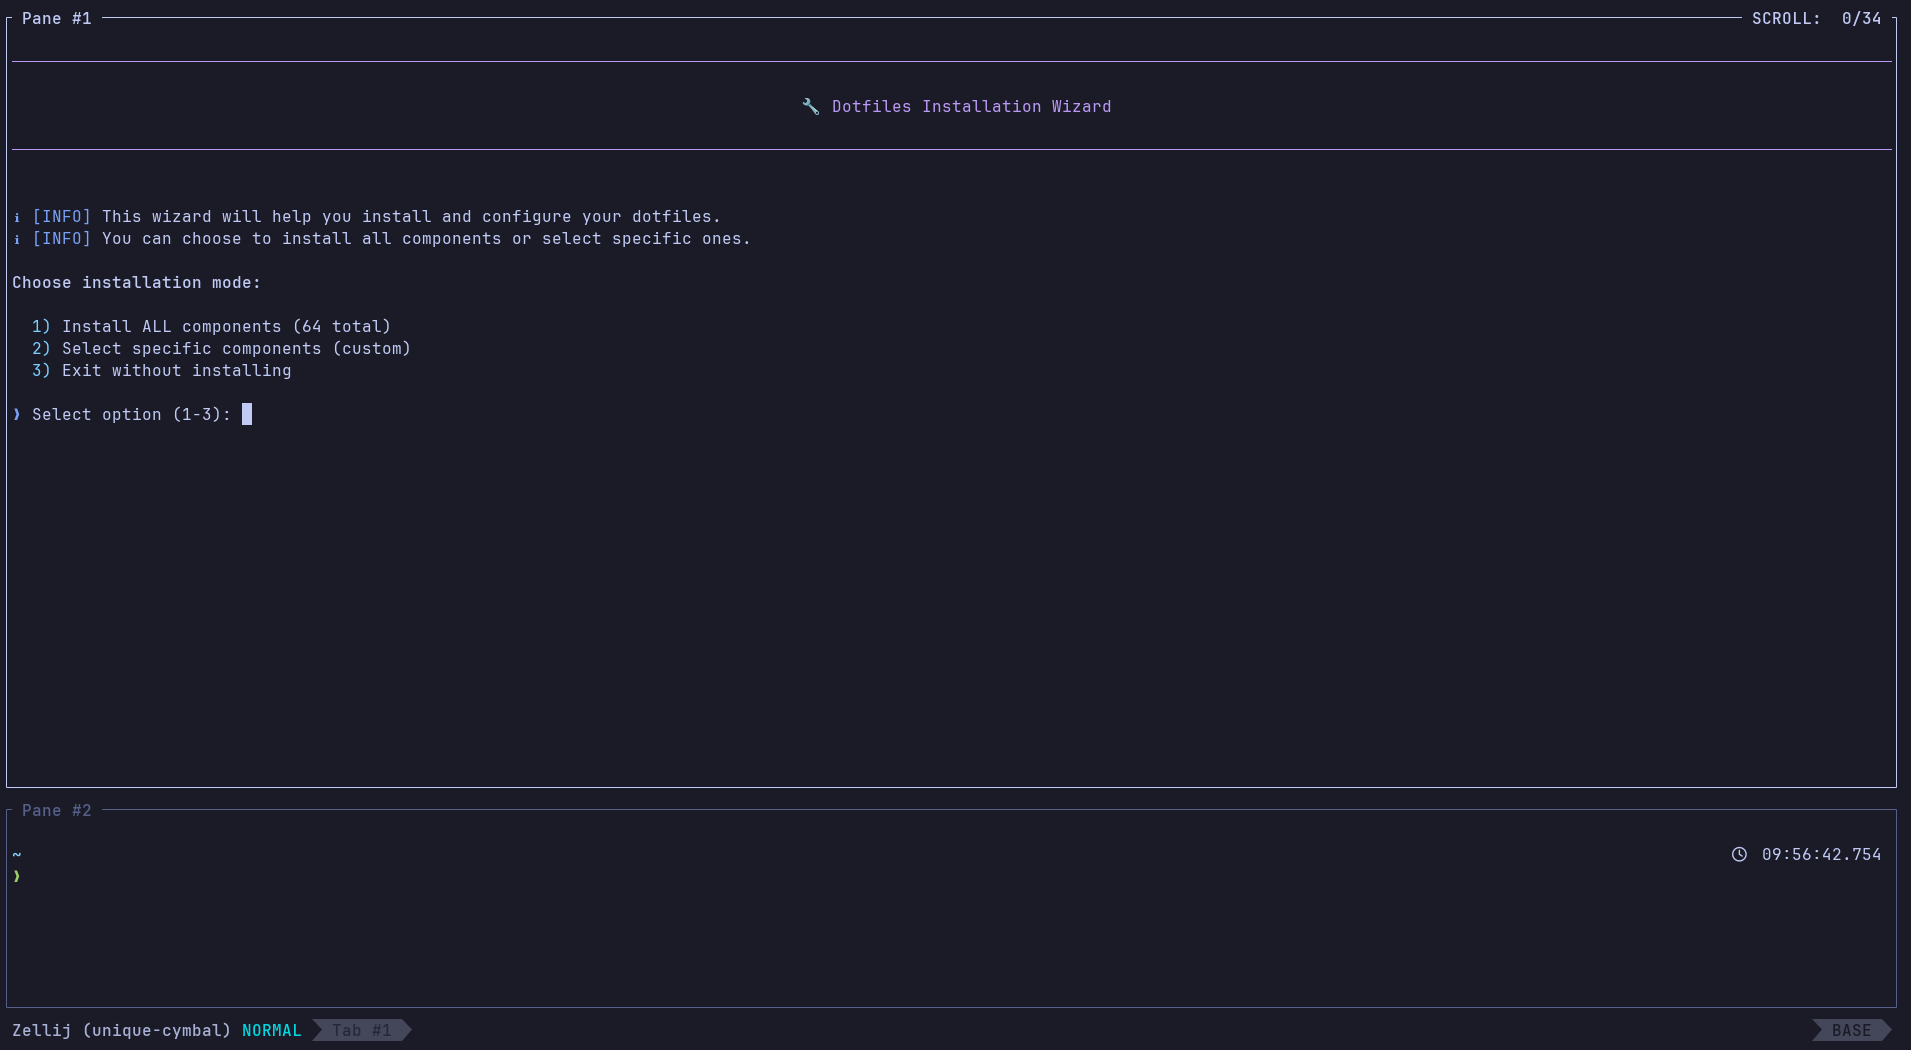 Pane #1 SCROLL: 0/34
🔧 Dotfiles Installation Wizard
ℹ [INFO] This wizard will help you install and configure your dotfiles.
ℹ [INFO] You can choose to install all components or select specific ones.
Choose installation mode:
1) Install ALL components (64 total)
2) Select specific components (custom)
3) Exit without installing
❯ Select option (1-3):
Pane #2
~ 09:56:42.754
❯
Zellij (unique-cymbal) NORMAL Tab #1 BASE